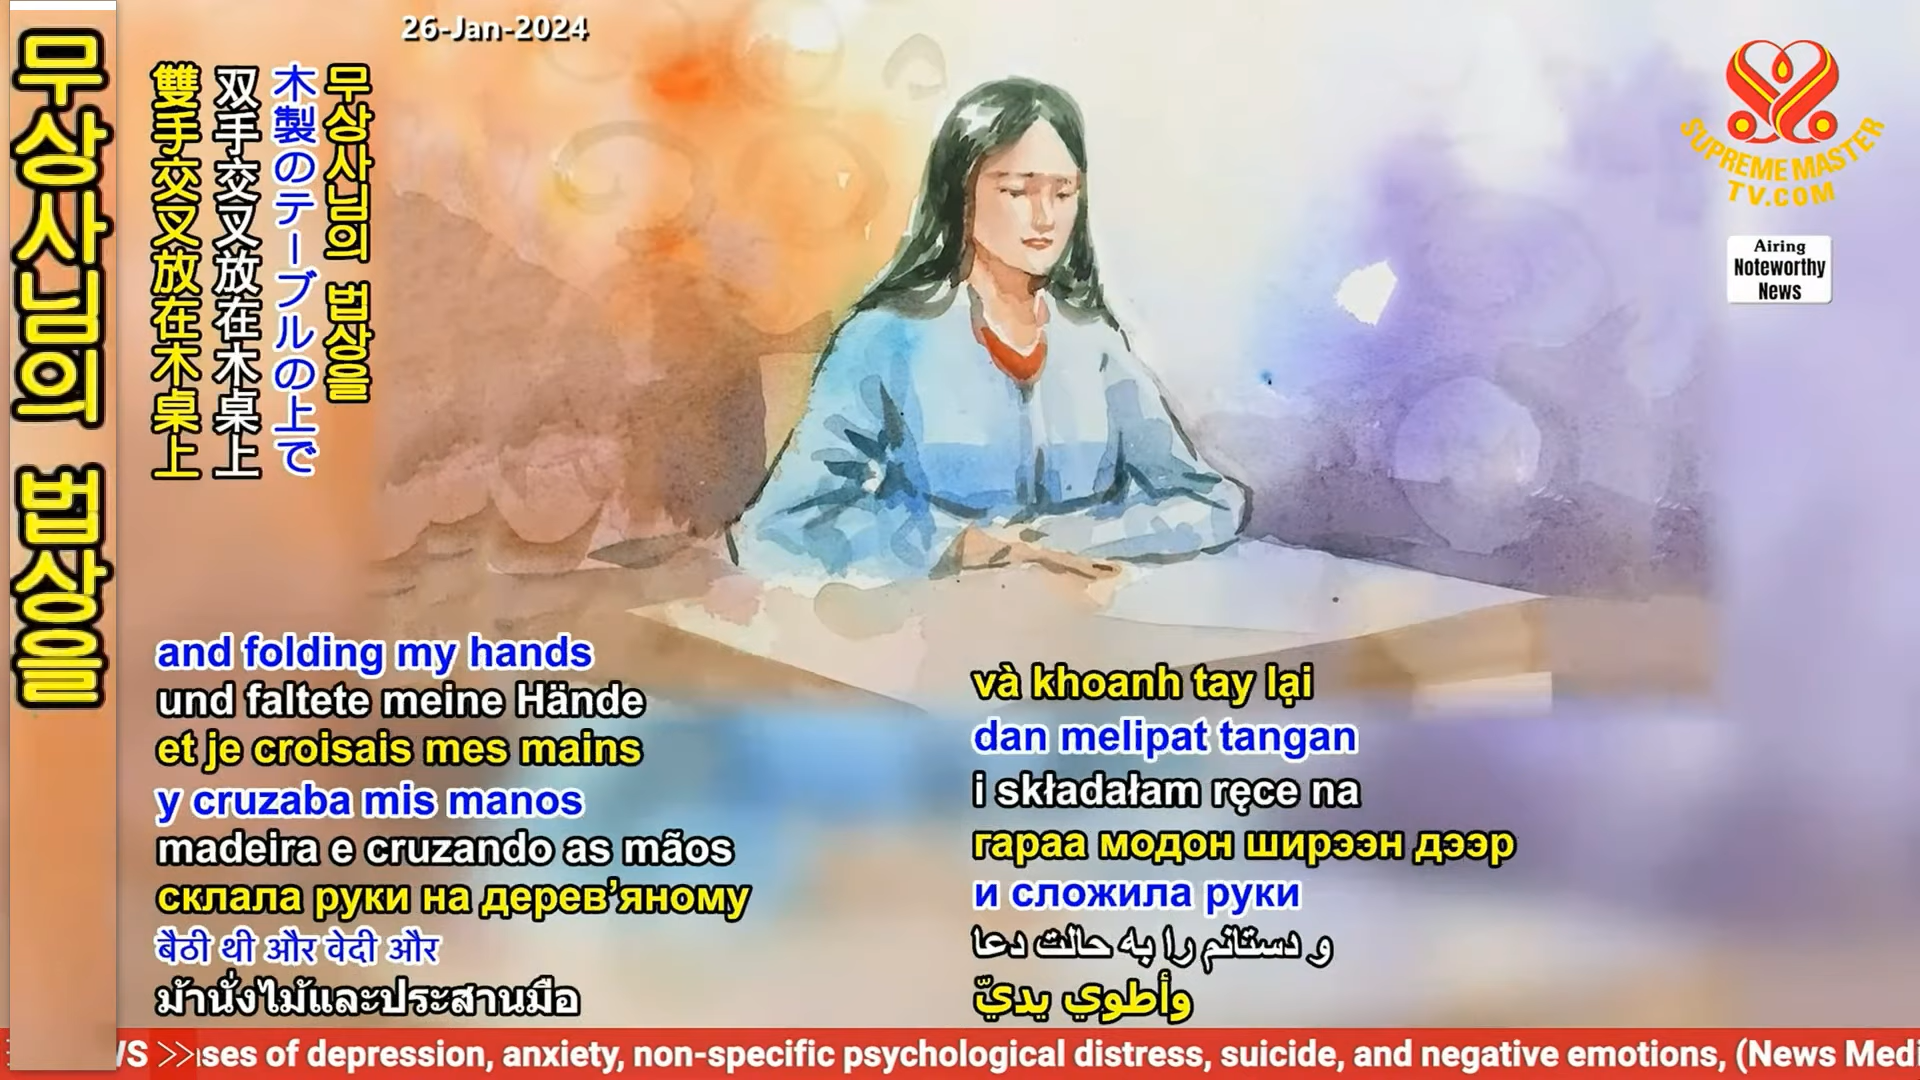 26-Jan-2024
무상사님의 법상을
무상사님의 법상을
木製のテーブルの上で
双手交叉放在木桌上
雙手交叉放在木桌上
SUPREME MASTER
TV.COM
Airing
Noteworthy
News
and folding my hands
und faltete meine Hände
et je croisais mes mains
y cruzaba mis manos
madeira e cruzando as mãos
склала руки на дерев’яному
बैठी थी और वेदी और
ม้านั่งไม้และประสานมือ
và khoanh tay lại
dan melipat tangan
i składałam ręce na
гараа модон ширээн дээр
и сложила руки
و دستانم را به حالت دعا
وأطوي يديّ
of depression, anxiety, non-specific psychological distress, suicide, and negative emotions, (News